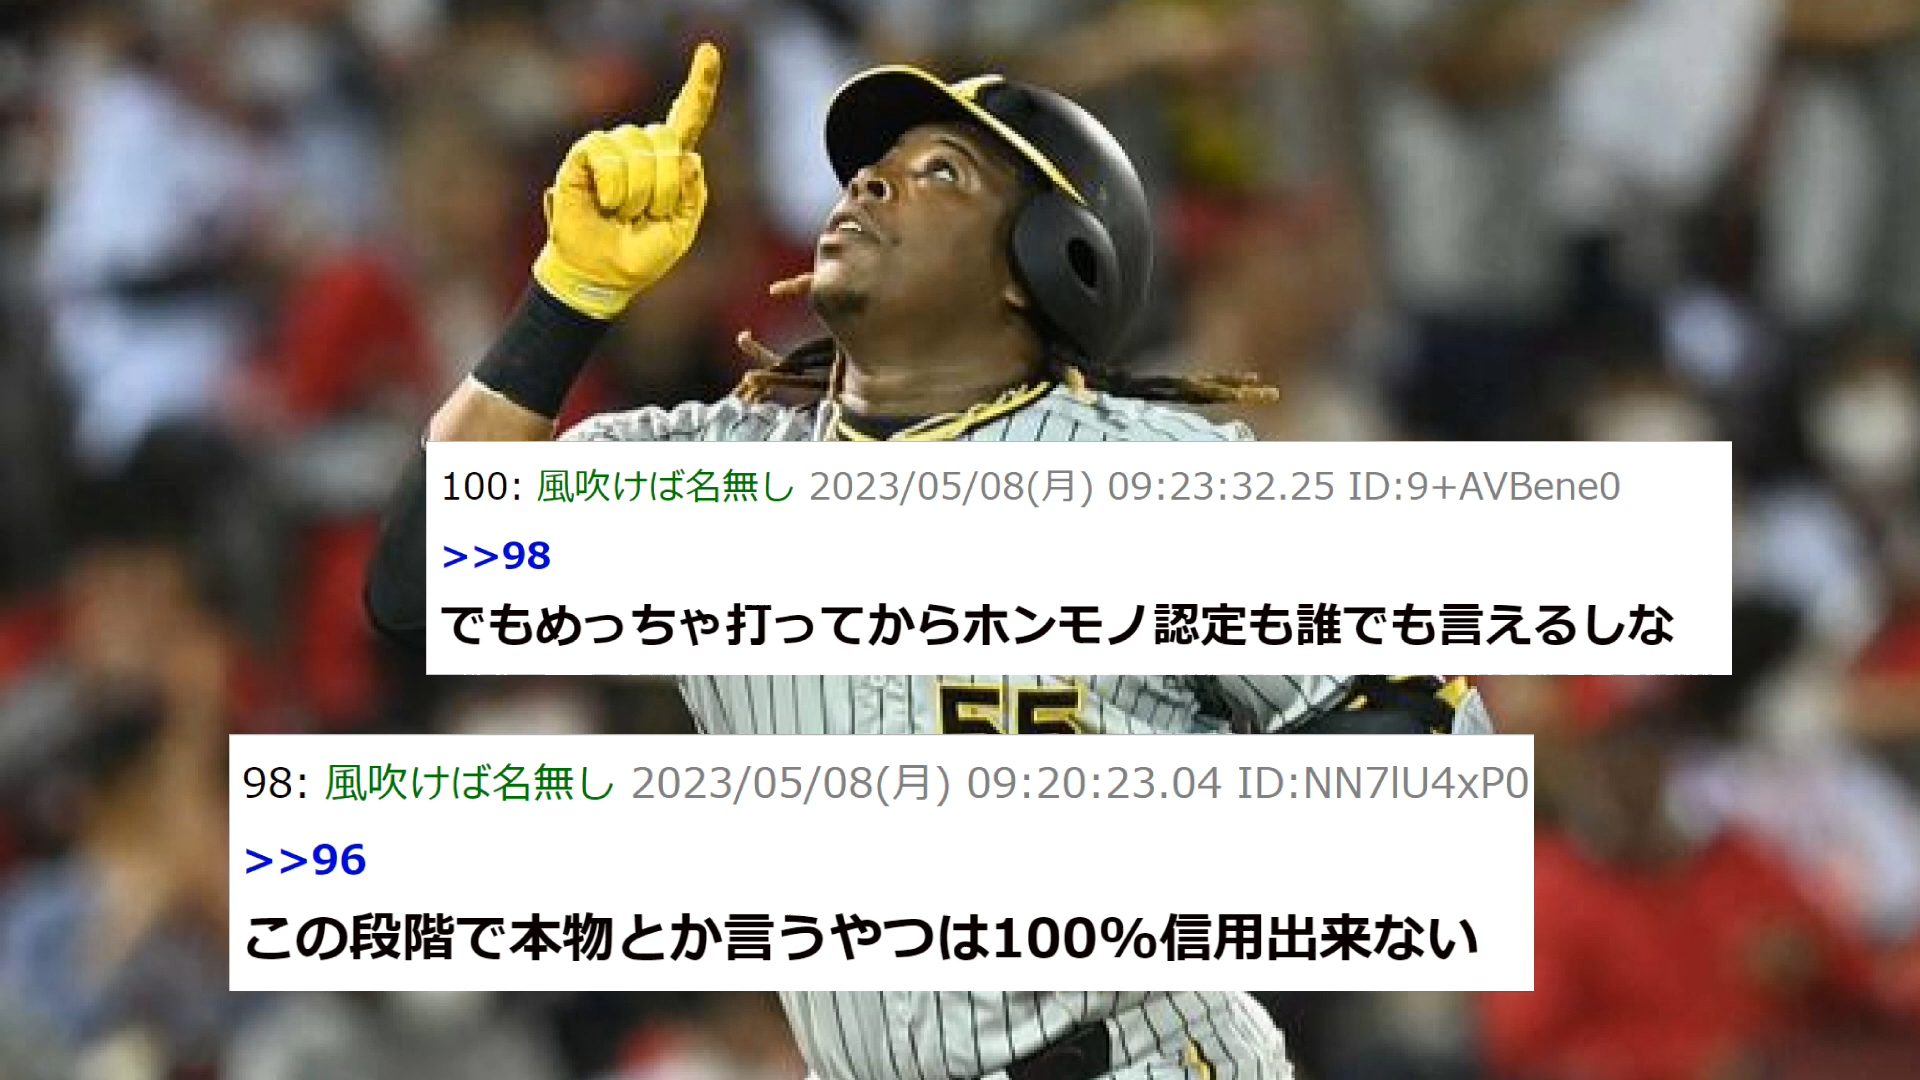 100: 風吹けば名無し 2023/05/08(月) 09:23:32.25 ID:9+AVBene0
>>98
でもめっちゃ打ってからホンモノ認定も誰でも言えるしな
55
98: 風吹けば名無し 2023/05/08(月) 09:20:23.04 ID:NN7lU4xP0
>>96
この段階で本物とか言うやつは100%信用出来ない